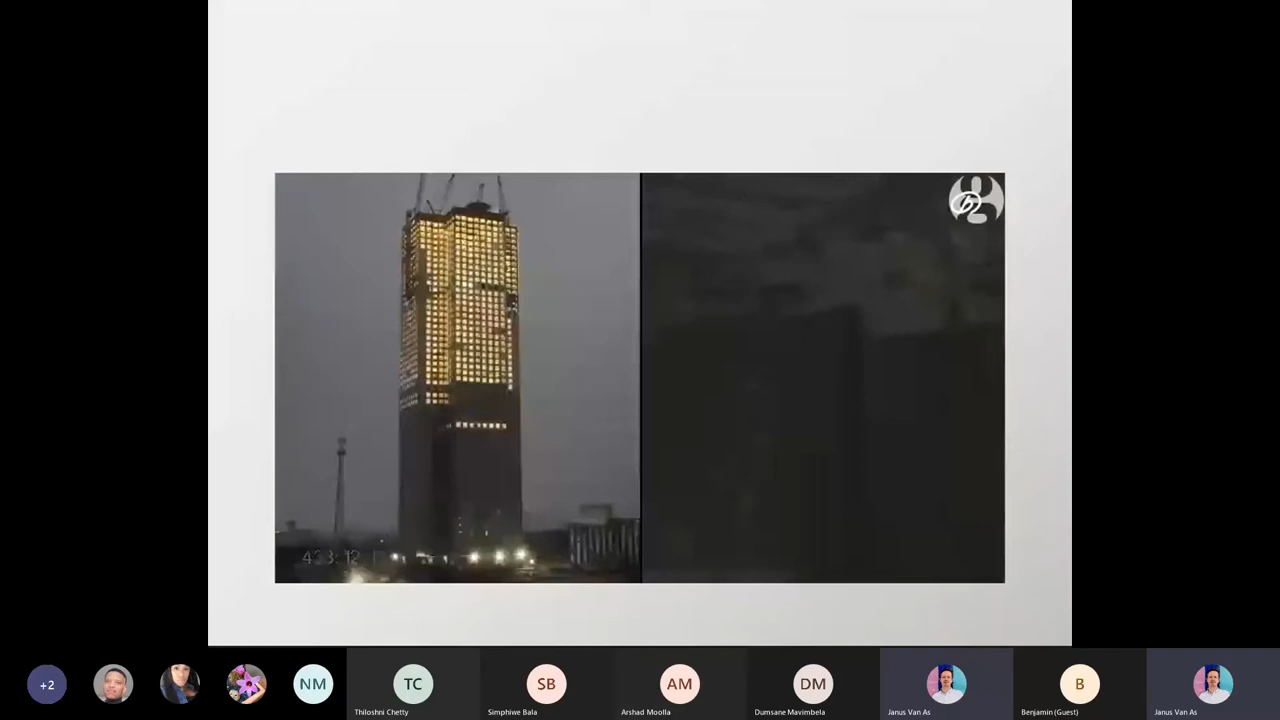 +2
NM
TC
SB
AM
DM
B
Thiloshni Chetty
Simphiwe Bala
Arshad Moolla
Dumsane Mavimbela
Janus Van As
Benjamin (Guest)
Janus Van As